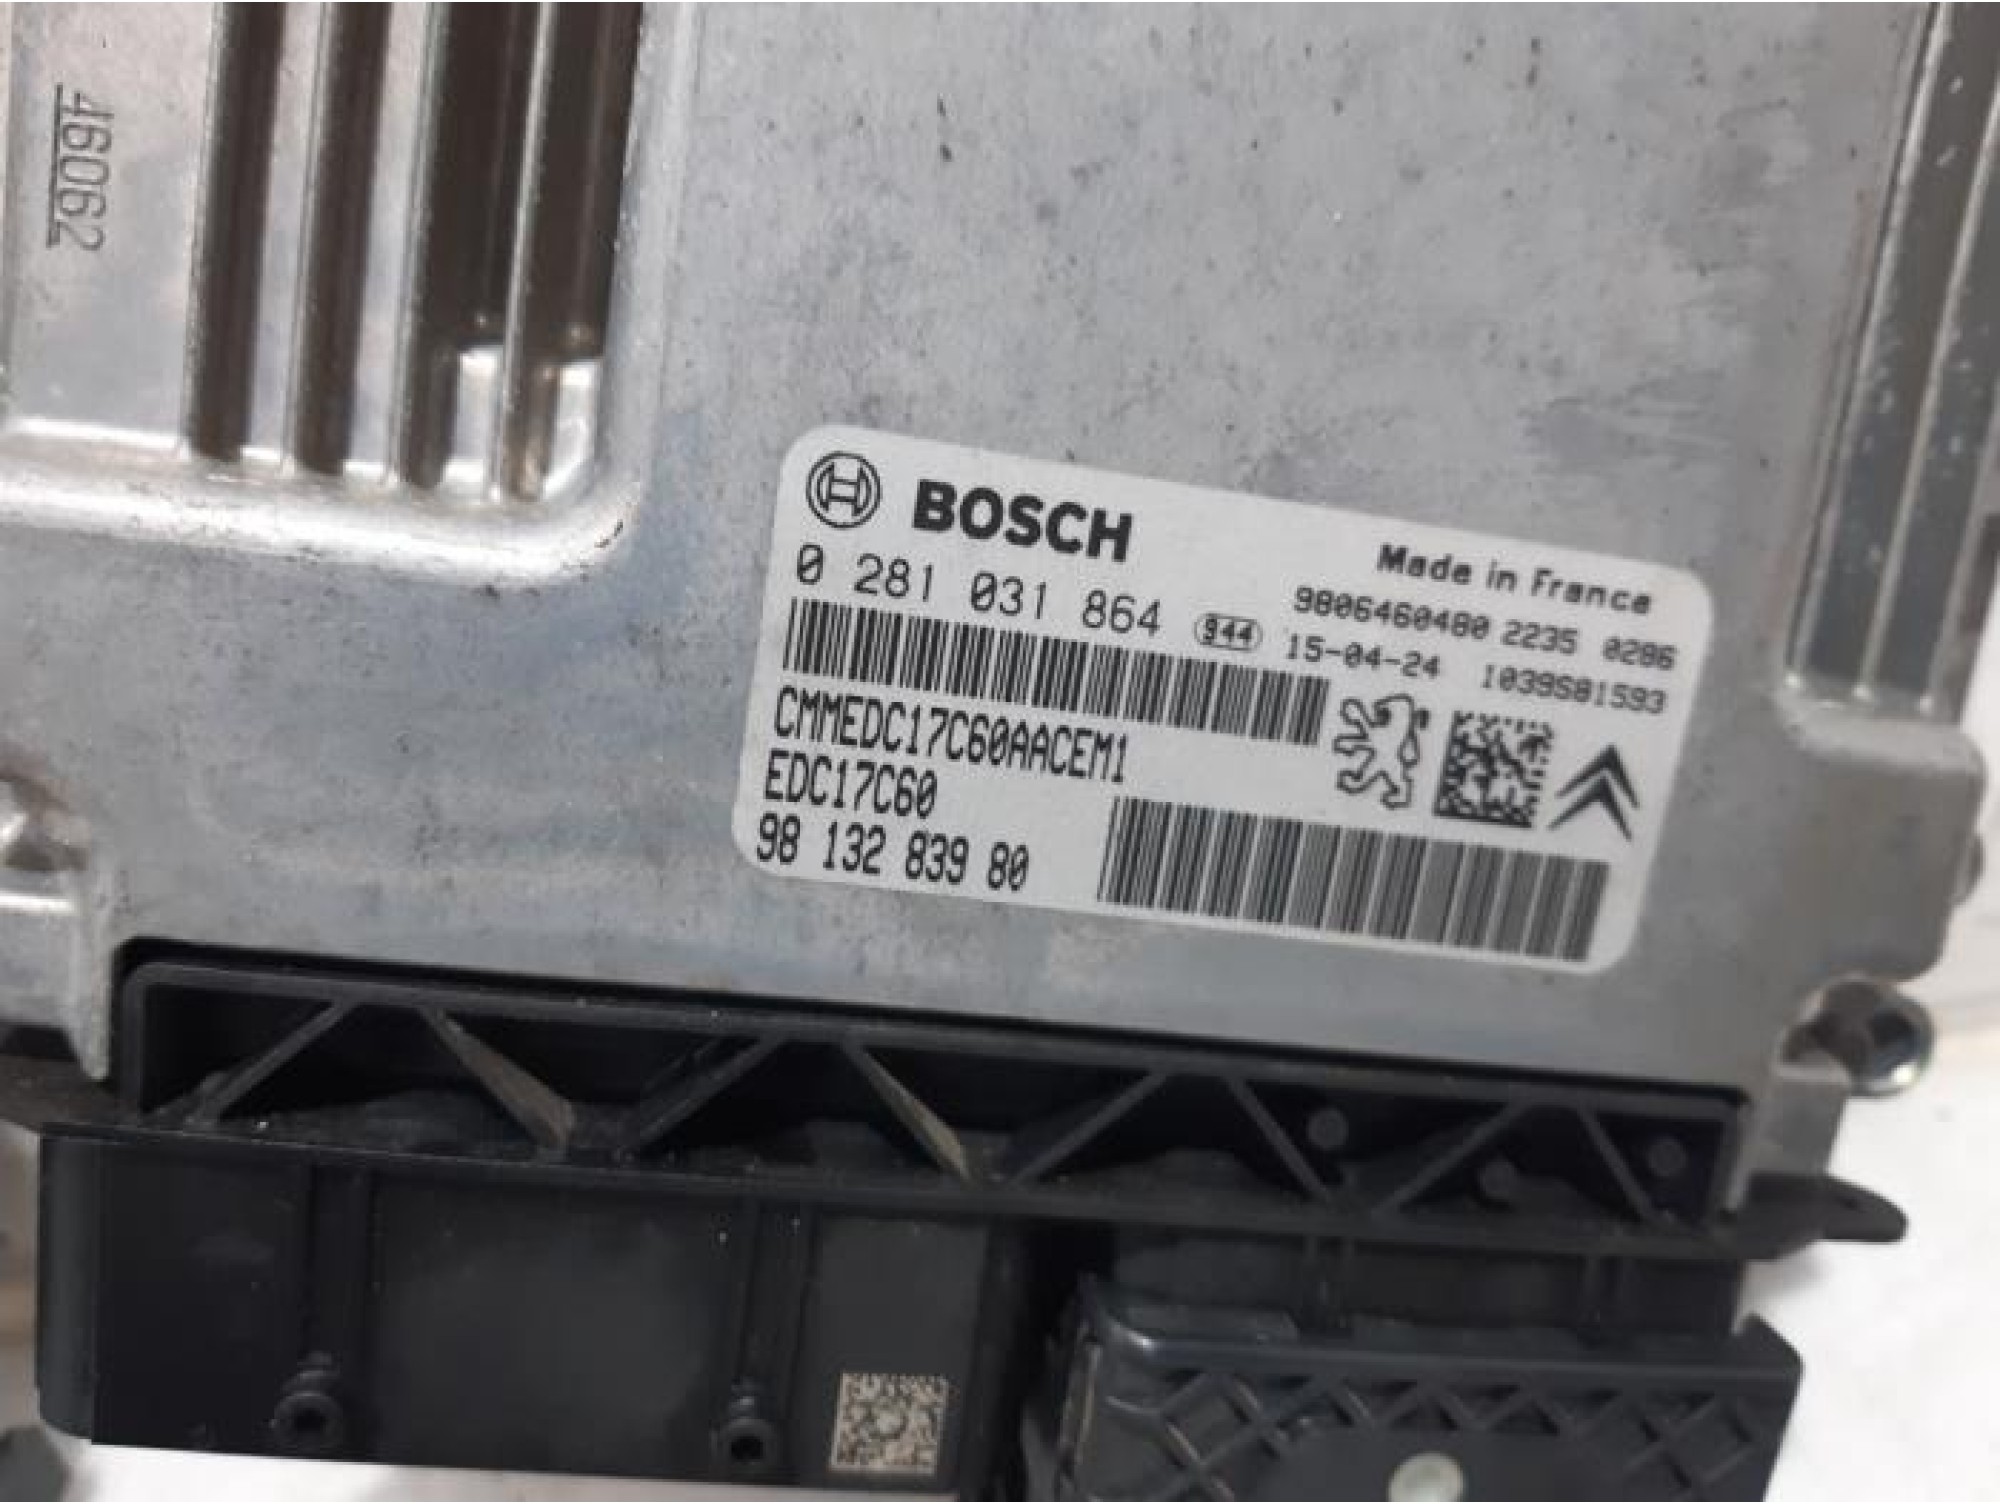 46062
BOSCH
Made in France
0 281 031 864
9806460480 2235 0286
944 15-04-24 1039S81593
CMMEDC17C60AACEM1
EDC17C60
98 132 839 80